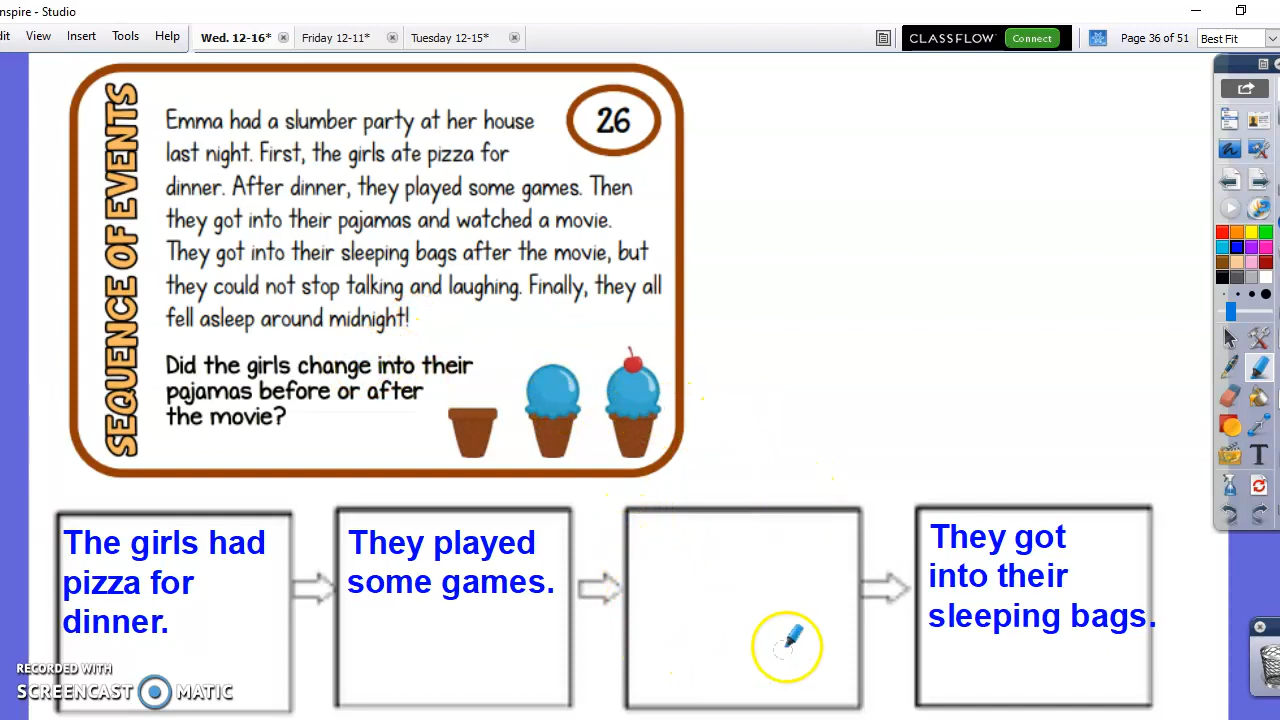 nspire - Studio
dit View Insert Tools Help
Wed. 12-16* Friday 12-11* Tuesday 12-15*
CLASSFLOW Connect
Page 36 of 51 Best Fit
SEQUENCE OF EVENTS
26
Emma had a slumber party at her house
last night. First, the girls ate pizza for
dinner. After dinner, they played some games. Then
they got into their pajamas and watched a movie.
They got into their sleeping bags after the movie, but
they could not stop talking and laughing. Finally, they all
fell asleep around midnight!
Did the girls change into their
pajamas before or after
the movie?
The girls had
pizza for
dinner.
They played
some games.
They got
into their
sleeping bags.
RECORDED WITH
SCREENCAST MATIC
T